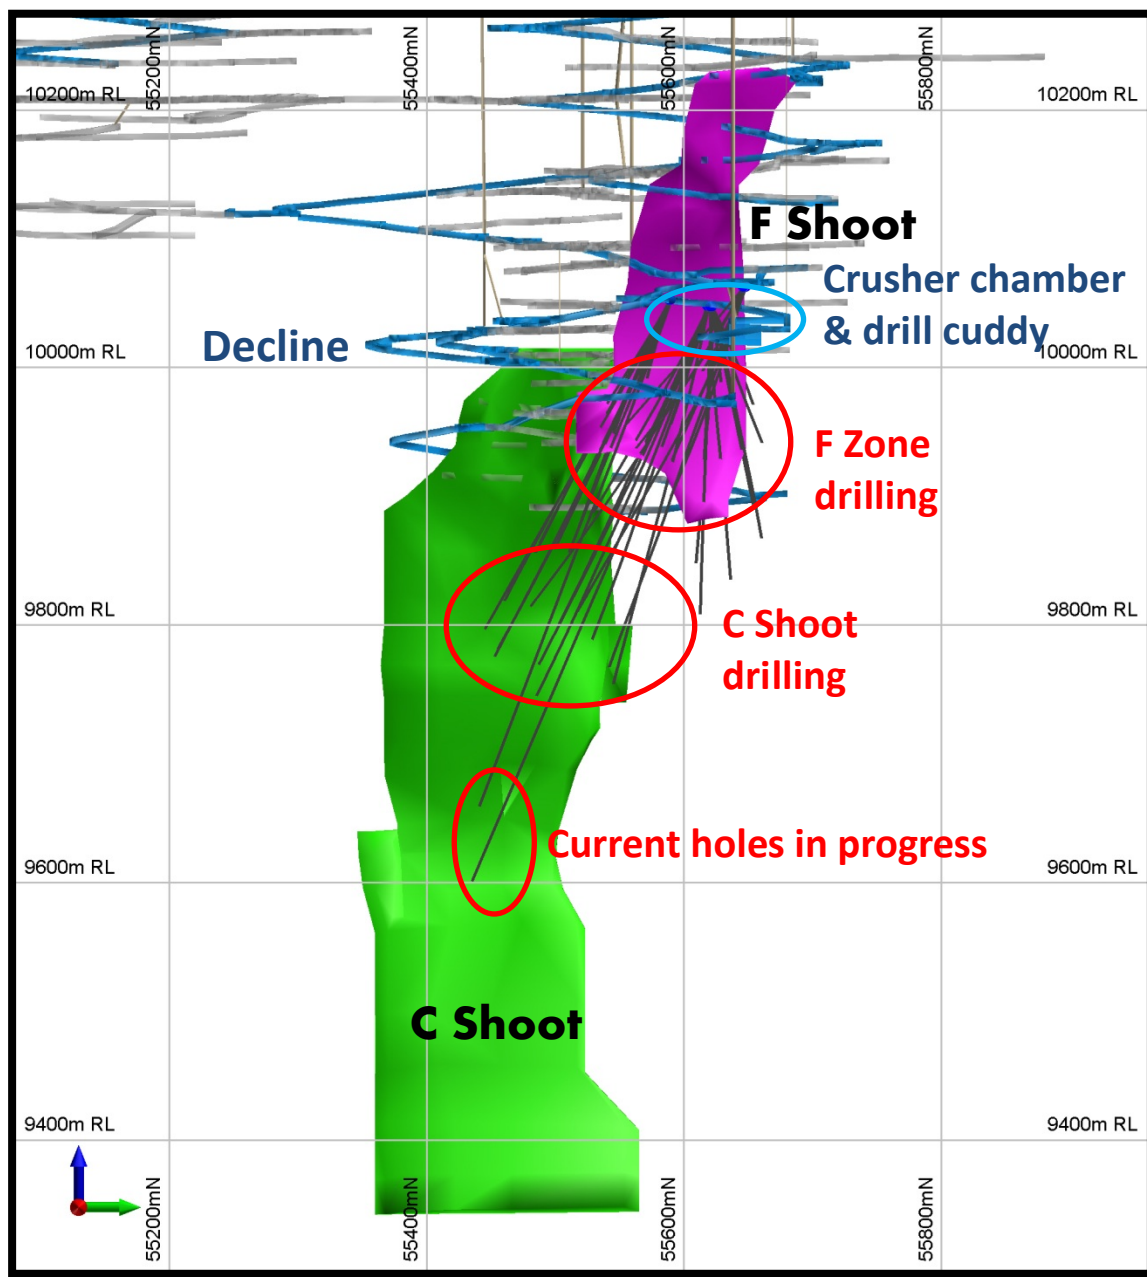 55200mN
55400mN
55600mN
55800mN
10200m RL
10200m RL
F Shoot
Crusher chamber
& drill cuddy
Decline
10000m RL
10000m RL
F Zone
drilling
9800m RL
9800m RL
C Shoot
drilling
Current holes in progress
9600m RL
9600m RL
C Shoot
9400m RL
9400m RL
55200mN
55400mN
55600mN
55800mN